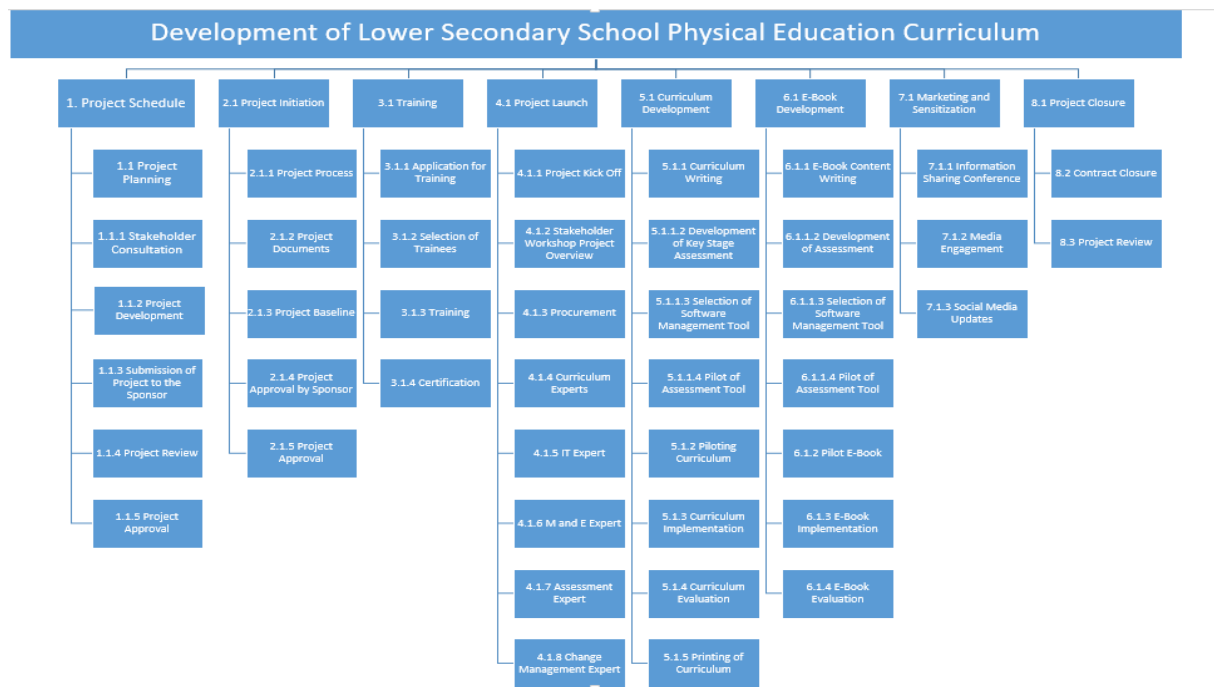 Development of Lower Secondary School Physical Education Curriculum
1. Project Schedule
1.1 Project
Planning
1.1.1 Stakeholder
Consultation
1.1.2 Project
Development
1.1.3 Submission of
Project to the
Sponsor
1.1.4 Project Review
1.1.5 Project
Approval
2.1 Project Initiation
2.1.1 Project Process
2.1.2 Project
Documents
2.1.3 Project Baseline
2.1.4 Project
Approval by Sponsor
2.1.5 Project
Approval
3.1 Training
3.1.1 Application for
Training
3.1.2 Selection of
Trainees
3.1.3 Training
3.1.4 Certification
4.1 Project Launch
4.1.1 Project Kick Off
4.1.2 Stakeholder
Workshop Project
Overview
4.1.3 Procurement
4.1.4 Curriculum
Experts
4.1.5 IT Expert
4.1.6 M and E Expert
4.1.7 Assessment
Expert
4.1.8 Change
Management Expert
5.1 Curriculum
Development
5.1.1 Curriculum
Writing
5.1.1.2 Development
of Key Stage
Assessment
5.1.1.3 Selection of
Software
Management Tool
5.1.1.4 Pilot of
Assessment Tool
5.1.2 Piloting
Curriculum
5.1.3 Curriculum
Implementation
5.1.4 Curriculum
Evaluation
5.1.5 Printing of
Curriculum
6.1 E-Book
Development
6.1.1 E-Book Content
Writing
6.1.1.2 Development
of Assessment
6.1.1.3 Selection of
Software
Management Tool
6.1.1.4 Pilot of
Assessment Tool
6.1.2 Pilot E-Book
6.1.3 E-Book
Implementation
6.1.4 E-Book
Evaluation
7.1 Marketing and
Sensitization
7.1.1 Information
Sharing Conference
7.1.2 Media
Engagement
7.1.3 Social Media
Updates
8.1 Project Closure
8.2 Contract Closure
8.3 Project Review